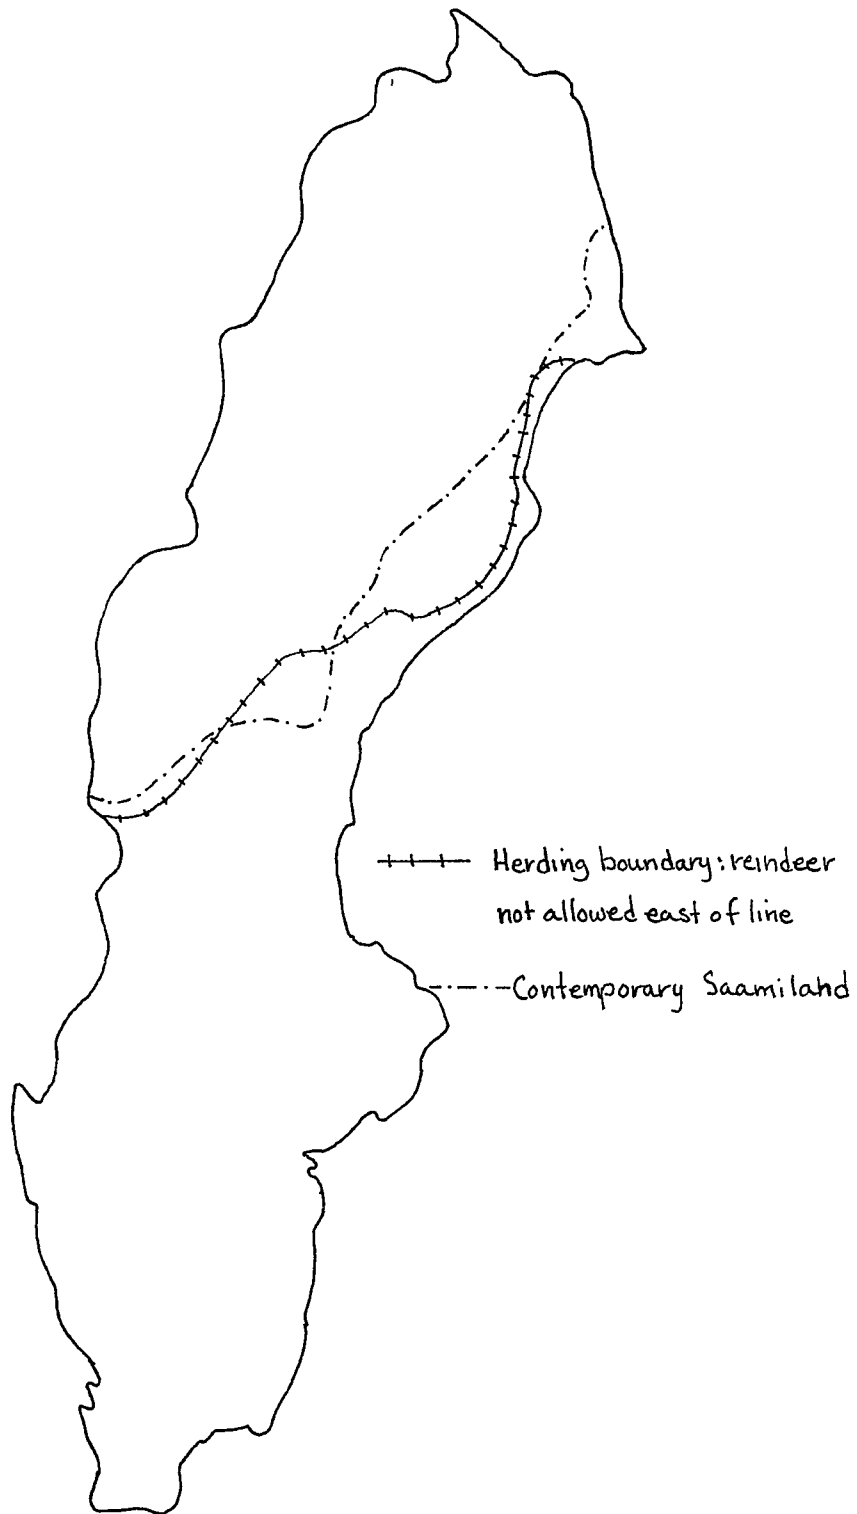 Herding boundary: reindeer
not allowed east of line
Contemporary Saamiland